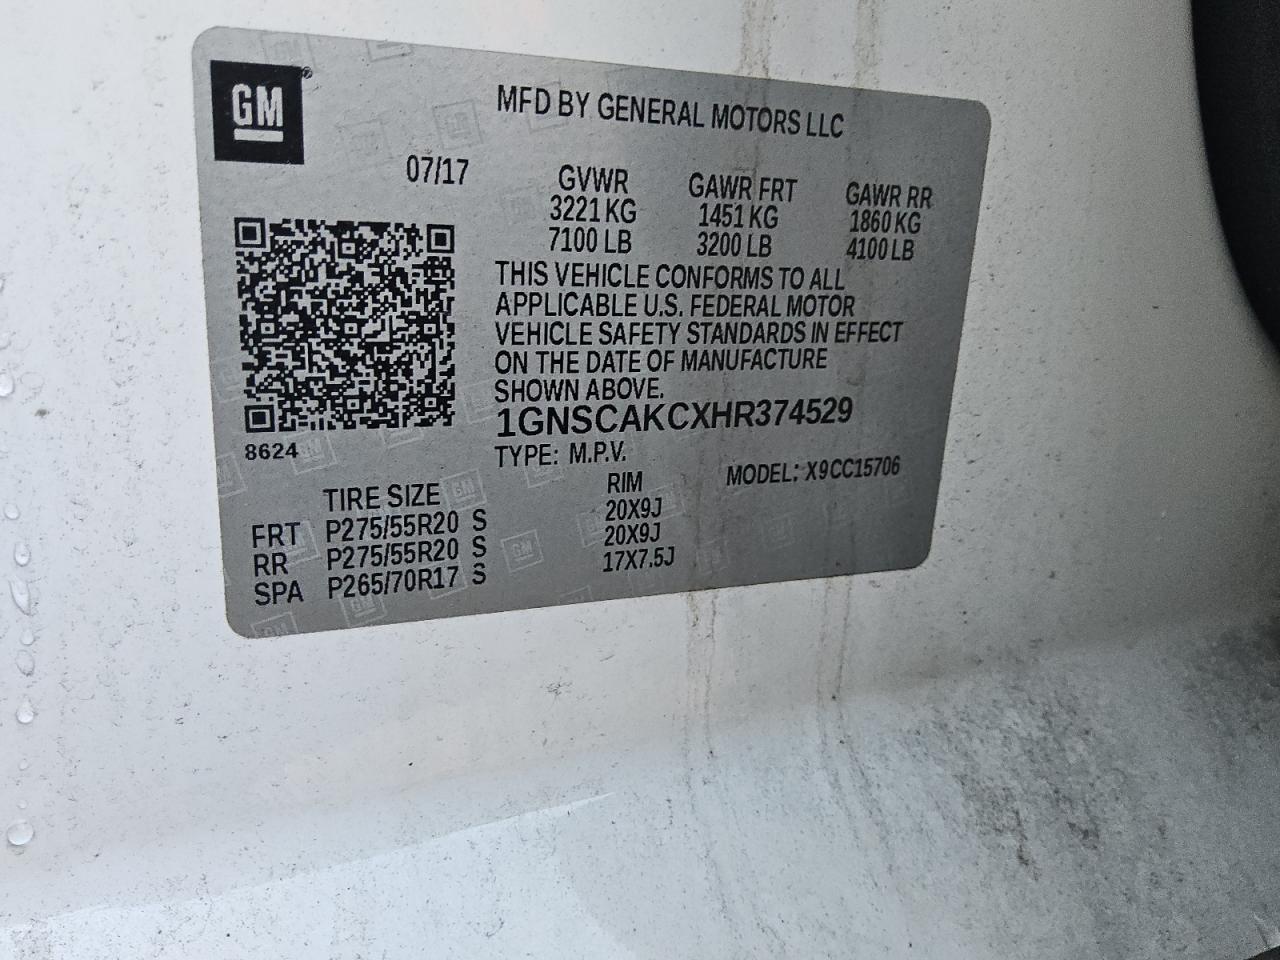 GM
MFD BY GENERAL MOTORS LLC
07/17
GVWR GAWR FRT GAWR RR
3221 KG 1451 KG 1860 KG
7100 LB 3200 LB 4100 LB
THIS VEHICLE CONFORMS TO ALL
APPLICABLE U.S. FEDERAL MOTOR
VEHICLE SAFETY STANDARDS IN EFFECT
ON THE DATE OF MANUFACTURE
SHOWN ABOVE.
1GNSCAKCXHR374529
8624
TYPE: M.P.V. MODEL: X9CC15706
TIRE SIZE RIM
FRT P275/55R20 S 20X9J
RR P275/55R20 S 20X9J
SPA P265/70R17 S 17X7.5J